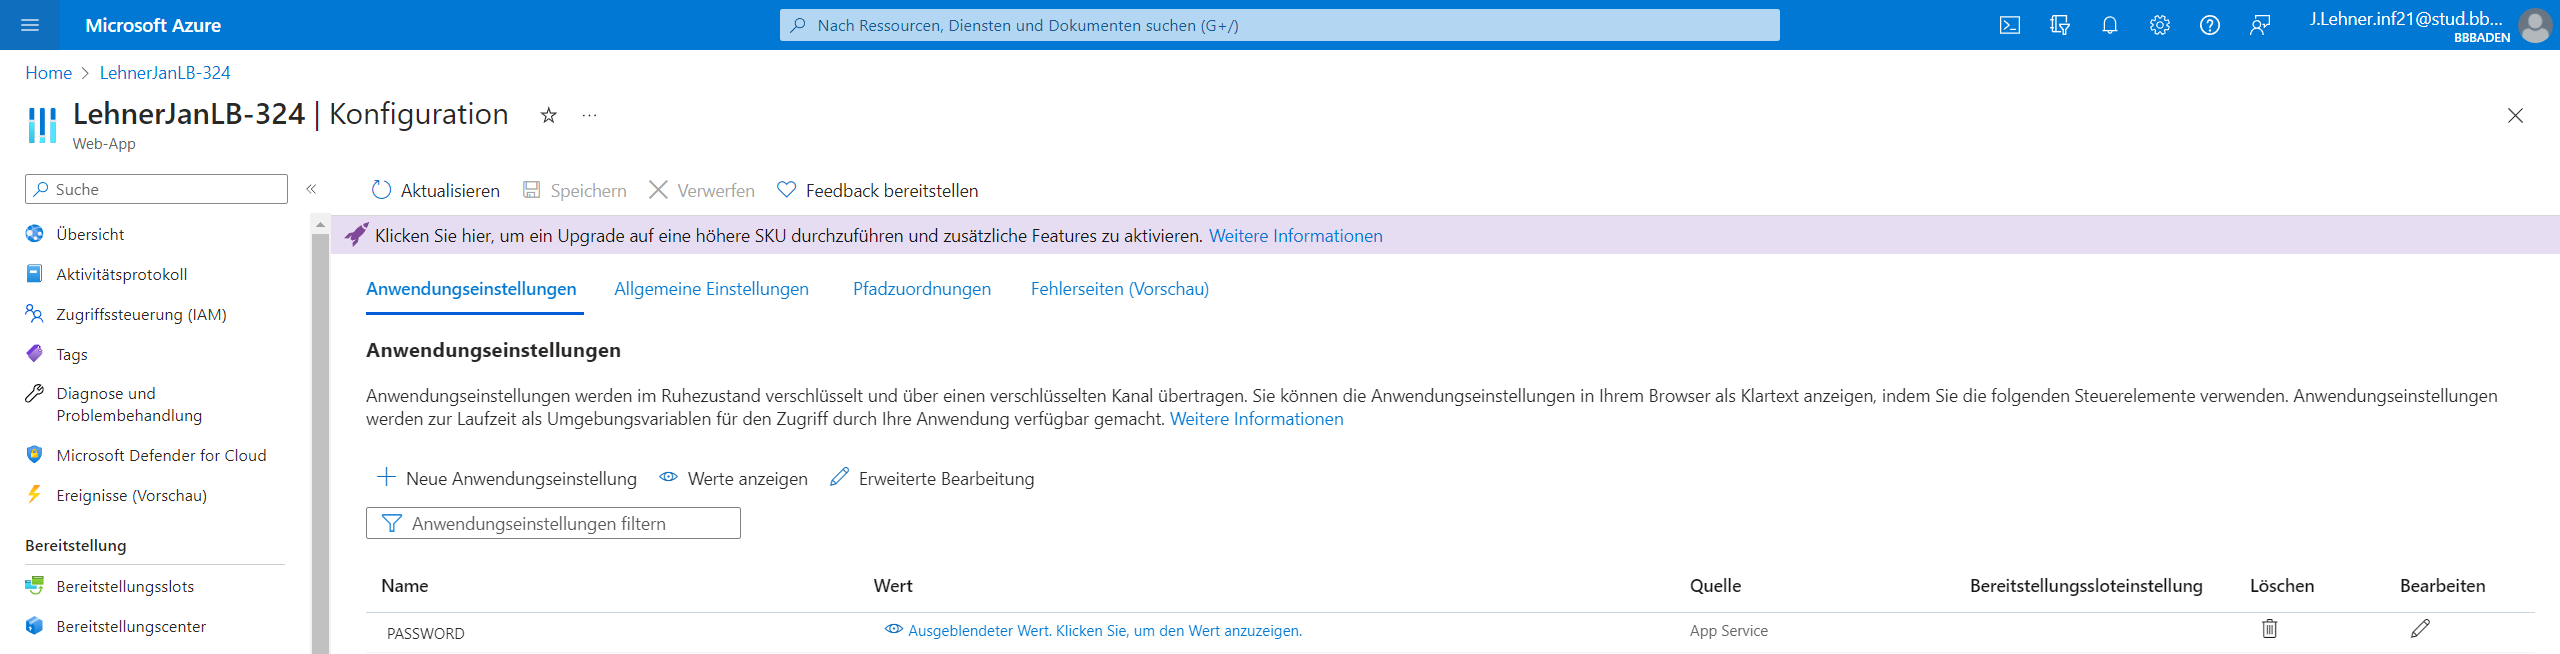 Microsoft Azure
Nach Ressourcen, Diensten und Dokumenten suchen (G+/)
J.Lehner.inf21@stud.bb...
BBBADEN
Home > LehnerJanLB-324
LehnerJanLB-324 | Konfiguration
Web-App
Suche
Aktualisieren Speichern Verwerfen Feedback bereitstellen
Klicken Sie hier, um ein Upgrade auf eine höhere SKU durchzuführen und zusätzliche Features zu aktivieren. Weitere Informationen
Übersicht
Aktivitätsprotokoll
Zugriffssteuerung (IAM)
Tags
Diagnose und
Problembehandlung
Microsoft Defender for Cloud
Ereignisse (Vorschau)
Bereitstellung
Bereitstellungsslots
Bereitstellungscenter
Anwendungseinstellungen Allgemeine Einstellungen Pfadzuordnungen Fehlerseiten (Vorschau)
Anwendungseinstellungen
Anwendungseinstellungen werden im Ruhezustand verschlüsselt und über einen verschlüsselten Kanal übertragen. Sie können die Anwendungseinstellungen in Ihrem Browser als Klartext anzeigen, indem Sie die folgenden Steuerelemente verwenden. Anwendungseinstellungen
werden zur Laufzeit als Umgebungsvariablen für den Zugriff durch Ihre Anwendung verfügbar gemacht. Weitere Informationen
Neue Anwendungseinstellung Werte anzeigen Erweiterte Bearbeitung
Anwendungseinstellungen filtern
Name Wert Quelle Bereitstellungssloteinstellung Löschen Bearbeiten
PASSWORD Ausgeblendeter Wert. Klicken Sie, um den Wert anzuzeigen. App Service